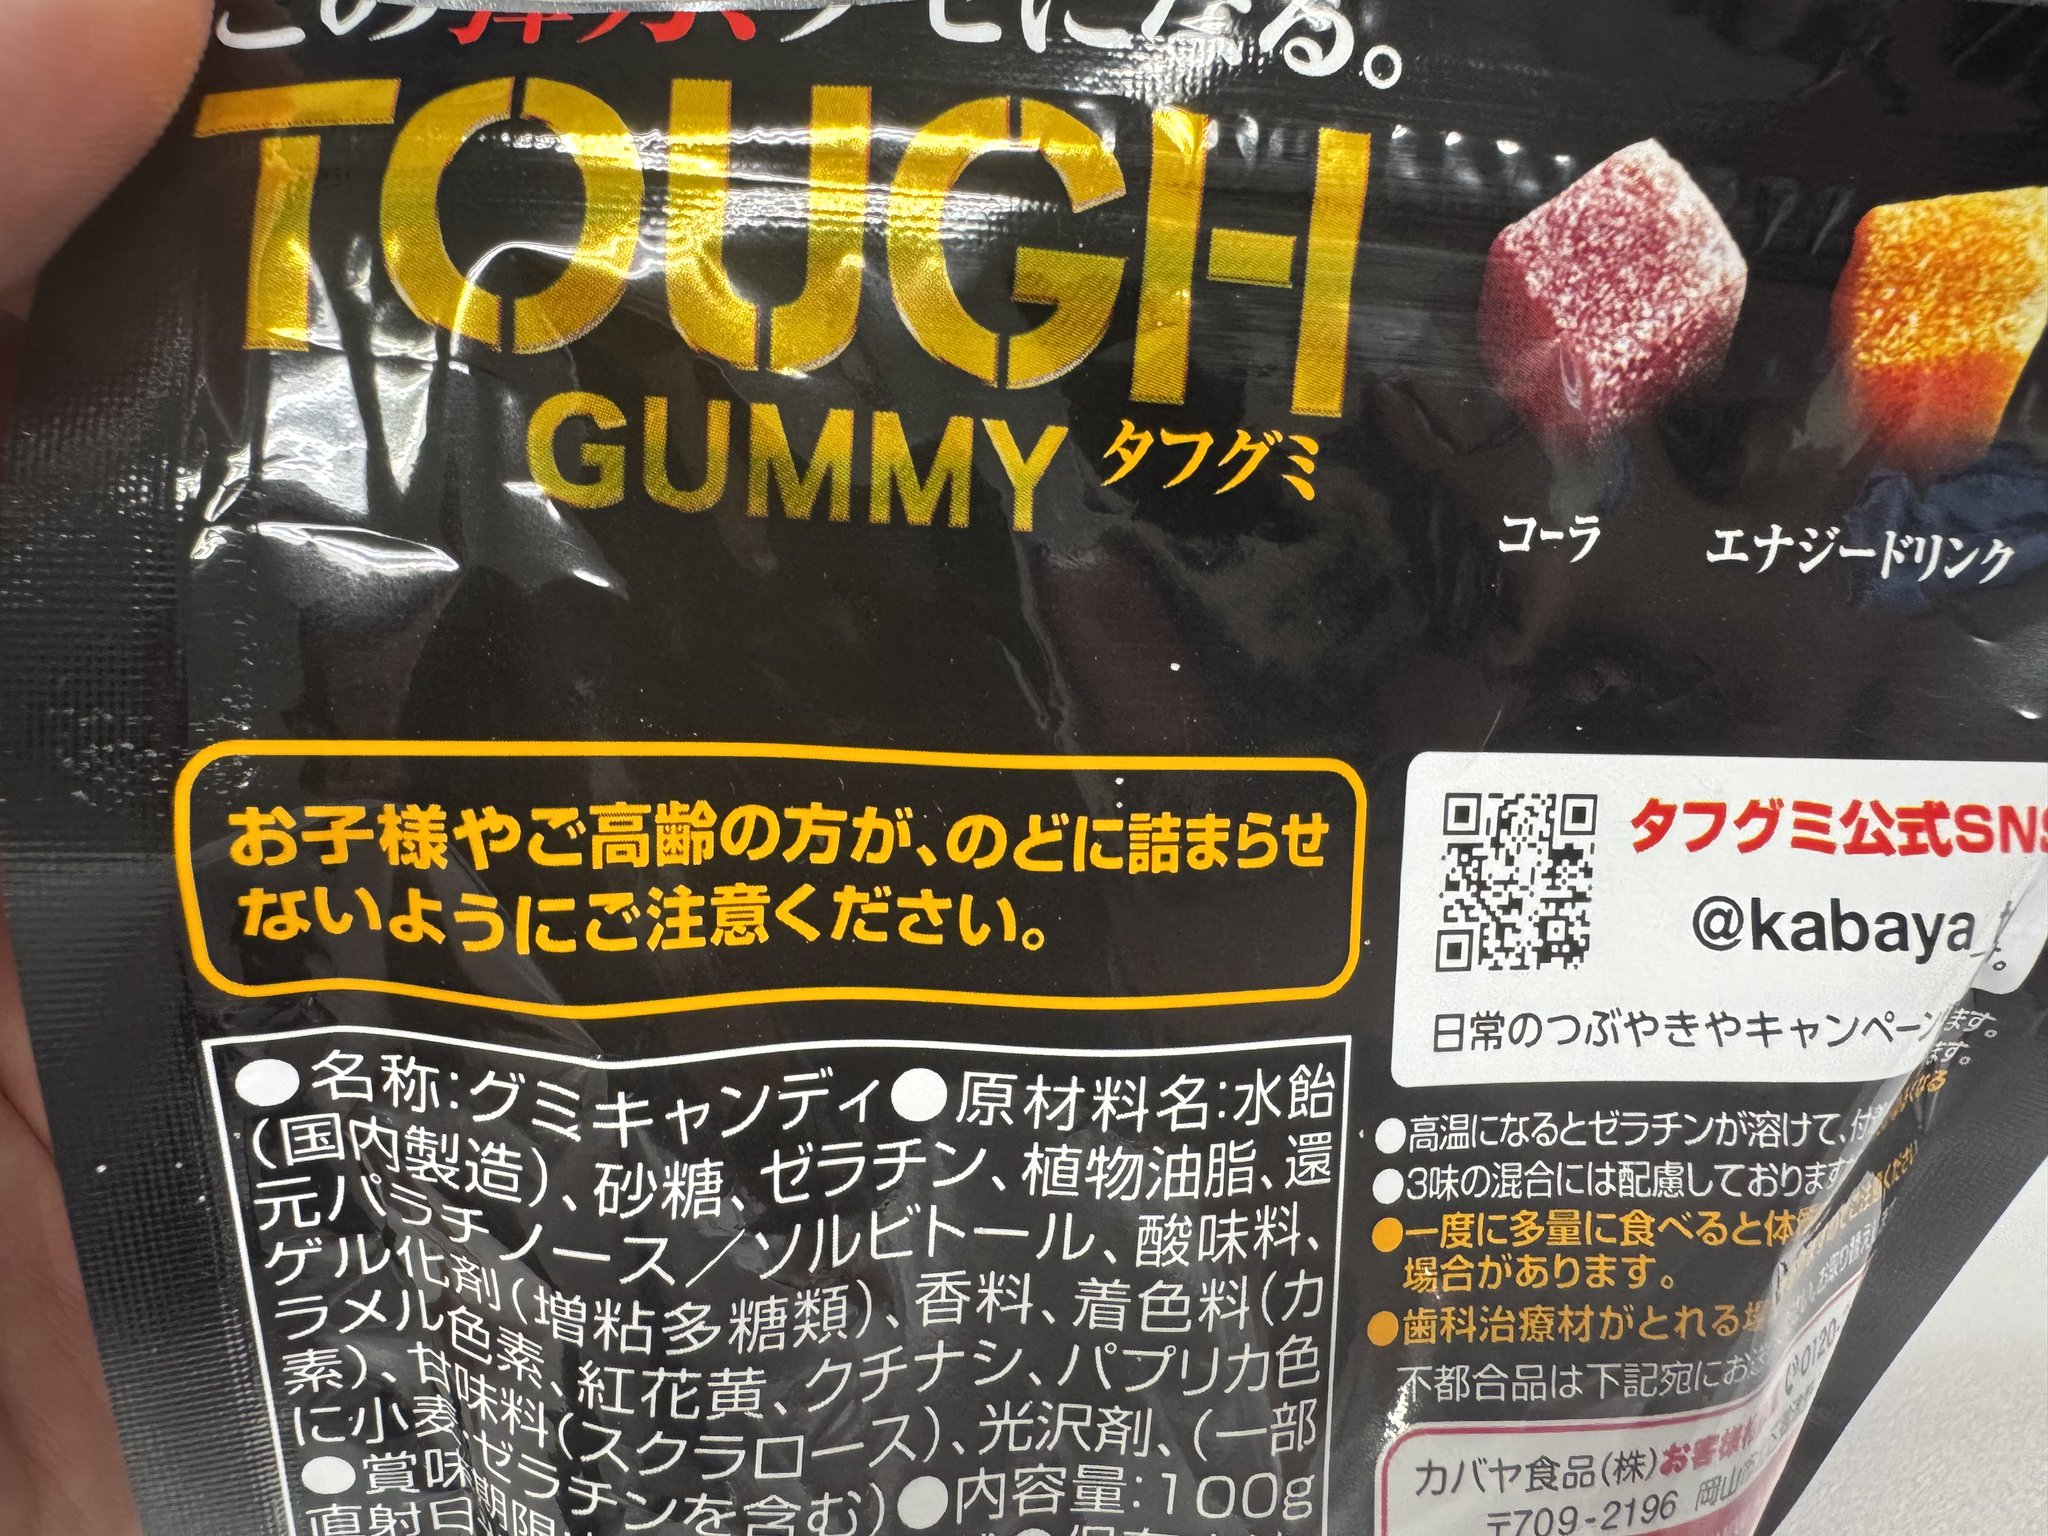 TOUGH
GUMMY タフグミ
コーラ
エナジードリンク
お子様やご高齢の方が、のどに詰まらせ
ないようにご注意ください。
タフグミ公式SNS
@kabaya
日常のつぶやきやキャンペーン
●名称:グミキャンディ●原材料名:水飴
(国内製造)、砂糖、ゼラチン、植物油脂、還
元パラチノース/ソルビトール、酸味料、
ゲル化剤(増粘多糖類)、香料、着色料(カ
ラメル色素、紅花黄、クチナシ、パプリカ色
素)、甘味料(スクラロース)、光沢剤、(一部
に小麦・ゼラチンを含む)●内容量:100g
●賞味期限
直射日
●高温になるとゼラチンが溶けて、付
●3味の混合には配慮しております
●一度に多量に食べると体
場合があります。
●歯科治療材がとれる場
不都合品は下記宛にお
カバヤ食品(株)お客様
〒709-2196 岡山
0120-